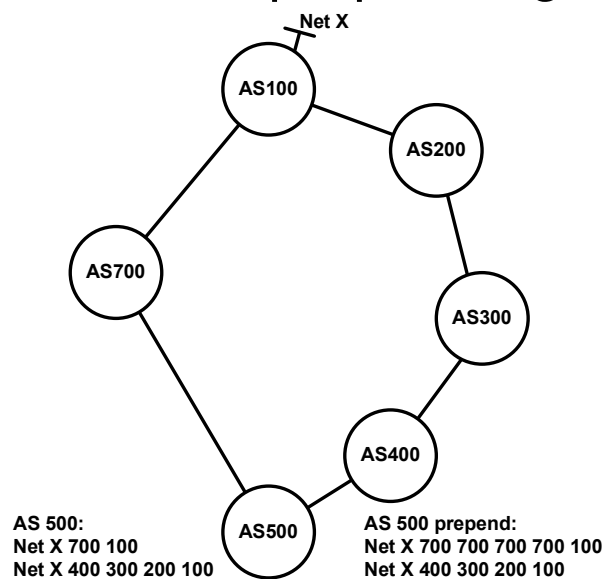 Net X
AS100
AS200
AS700
AS300
AS400
AS500
AS 500:
Net X 700 100
Net X 400 300 200 100
AS 500 prepend:
Net X 700 700 700 700 100
Net X 400 300 200 100